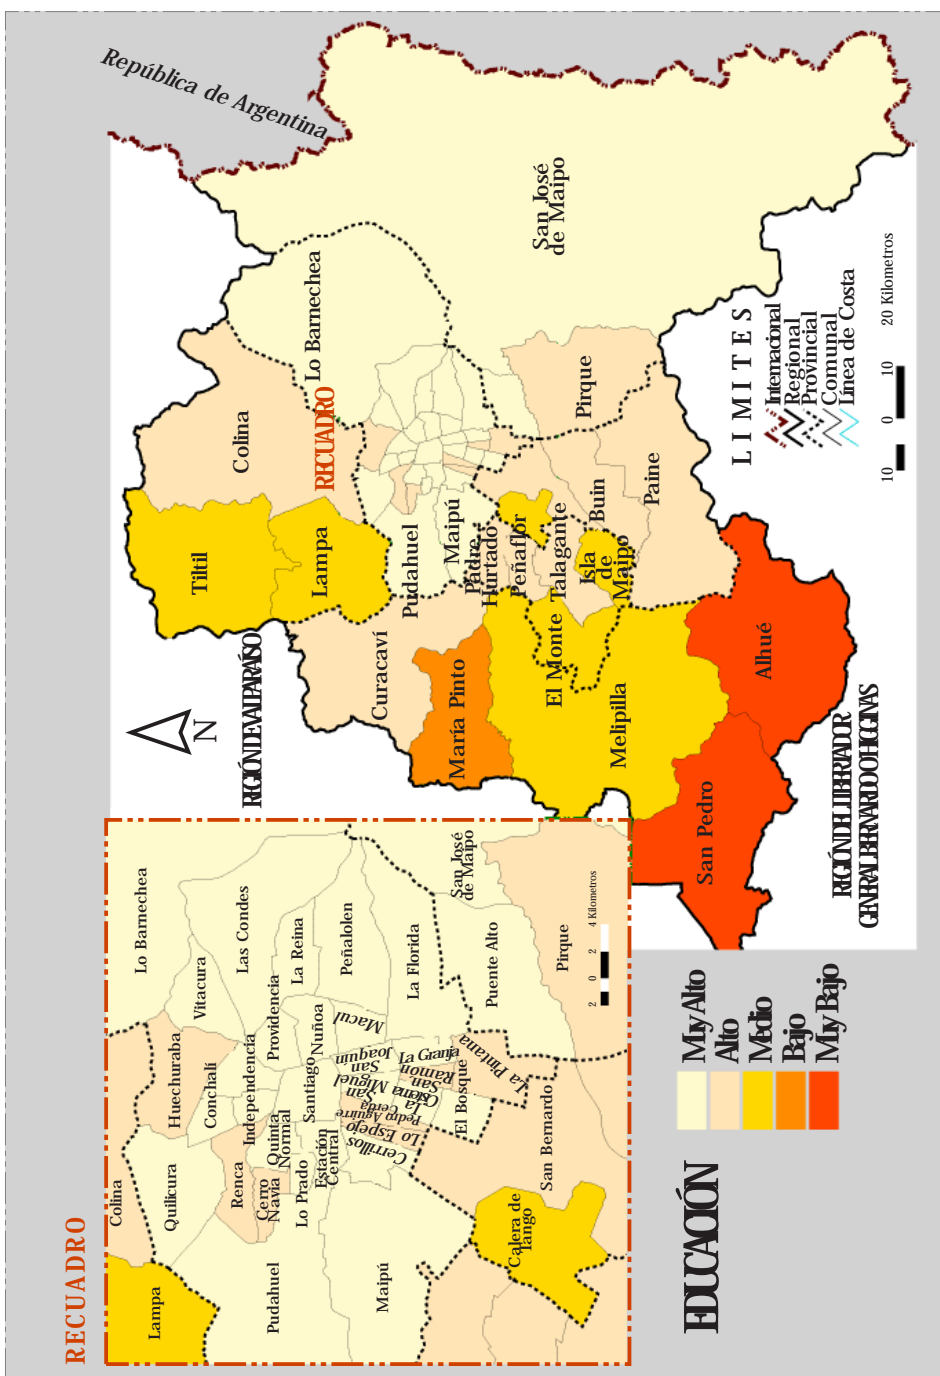 República de Argentina
San José
de Maipo
Lo Barnechea
Colina
RECUADRO
Pirque
Tiltil
Lampa
Pudahuel
Maipú
Padre
Hurtado
Peñaflor
Talagante
Isla
de
Maipo
Buin
Paine
Curacaví
María Pinto
El Monte
Melipilla
Alhué
San Pedro
REGIÓN DE VALPARAÍSO
N
REGIÓN DEL LIBERTADOR
GENERAL BERNARDO OHIGGINAS
LIMITES
Internacional
Regional
Provincial
Comunal
Línea de Costa
10 0 10 20 Kilometros
RECUADRO
Lo Barnechea
Vitacura
Las Condes
La Reina
Peñalolen
La Florida
San José
de Maipo
Puente Alto
Pirque
Colina
Huechuraba
Conchalí
Quilicura
Independencia
Providencia
Ñuñoa
Macul
Renca
Cerro
Navia
Quinta
Normal
Santiago
Lo Prado
Estación
Central
San
Joaquin
San
Miguel
La Granja
San
Ramon
La
Cisterna
Pedro Aguirre
Cerda
Lo Espejo
Cerrillos
El Bosque
La Pintana
San Bernardo
Calera de
Tango
Lampa
Pudahuel
Maipú
2 0 2 4 Kilometros
EDUCACIÓN
Muy Alto
Alto
Medio
Bajo
Muy Bajo